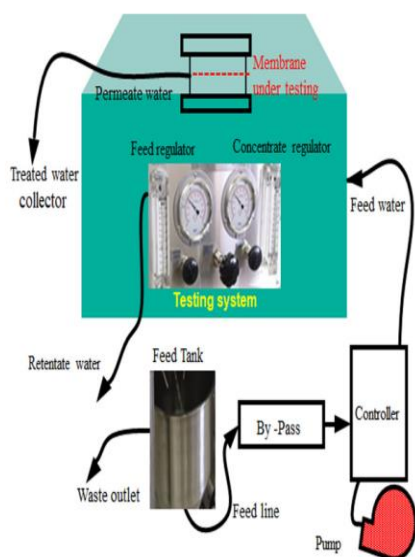 Membrane
under testing
Permeate water
Feed regulator
Concentrate regulator
Treated water
collector
Feed water
Testing system
Retentate water
Feed Tank
By -Pass
Controller
Waste outlet
Feed line
Pump